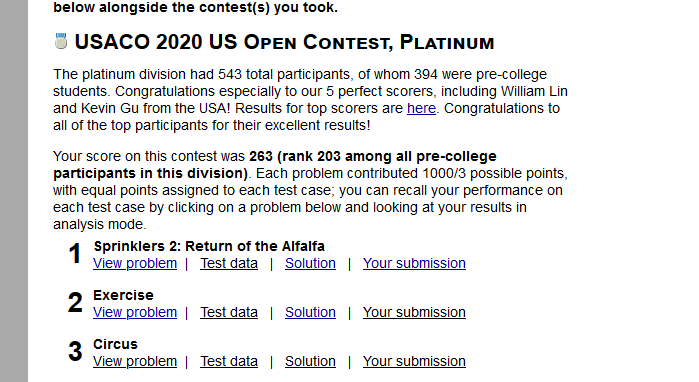 below alongside the contest(s) you took.
USACO 2020 US Open Contest, Platinum
The platinum division had 543 total participants, of whom 394 were pre-college
students. Congratulations especially to our 5 perfect scorers, including William Lin
and Kevin Gu from the USA! Results for top scorers are here. Congratulations to
all of the top participants for their excellent results!
Your score on this contest was 263 (rank 203 among all pre-college
participants in this division). Each problem contributed 1000/3 possible points,
with equal points assigned to each test case; you can recall your performance on
each test case by clicking on a problem below and looking at your results in
analysis mode.
1 Sprinklers 2: Return of the Alfalfa
View problem | Test data | Solution | Your submission
2 Exercise
View problem | Test data | Solution | Your submission
3 Circus
View problem | Test data | Solution | Your submission